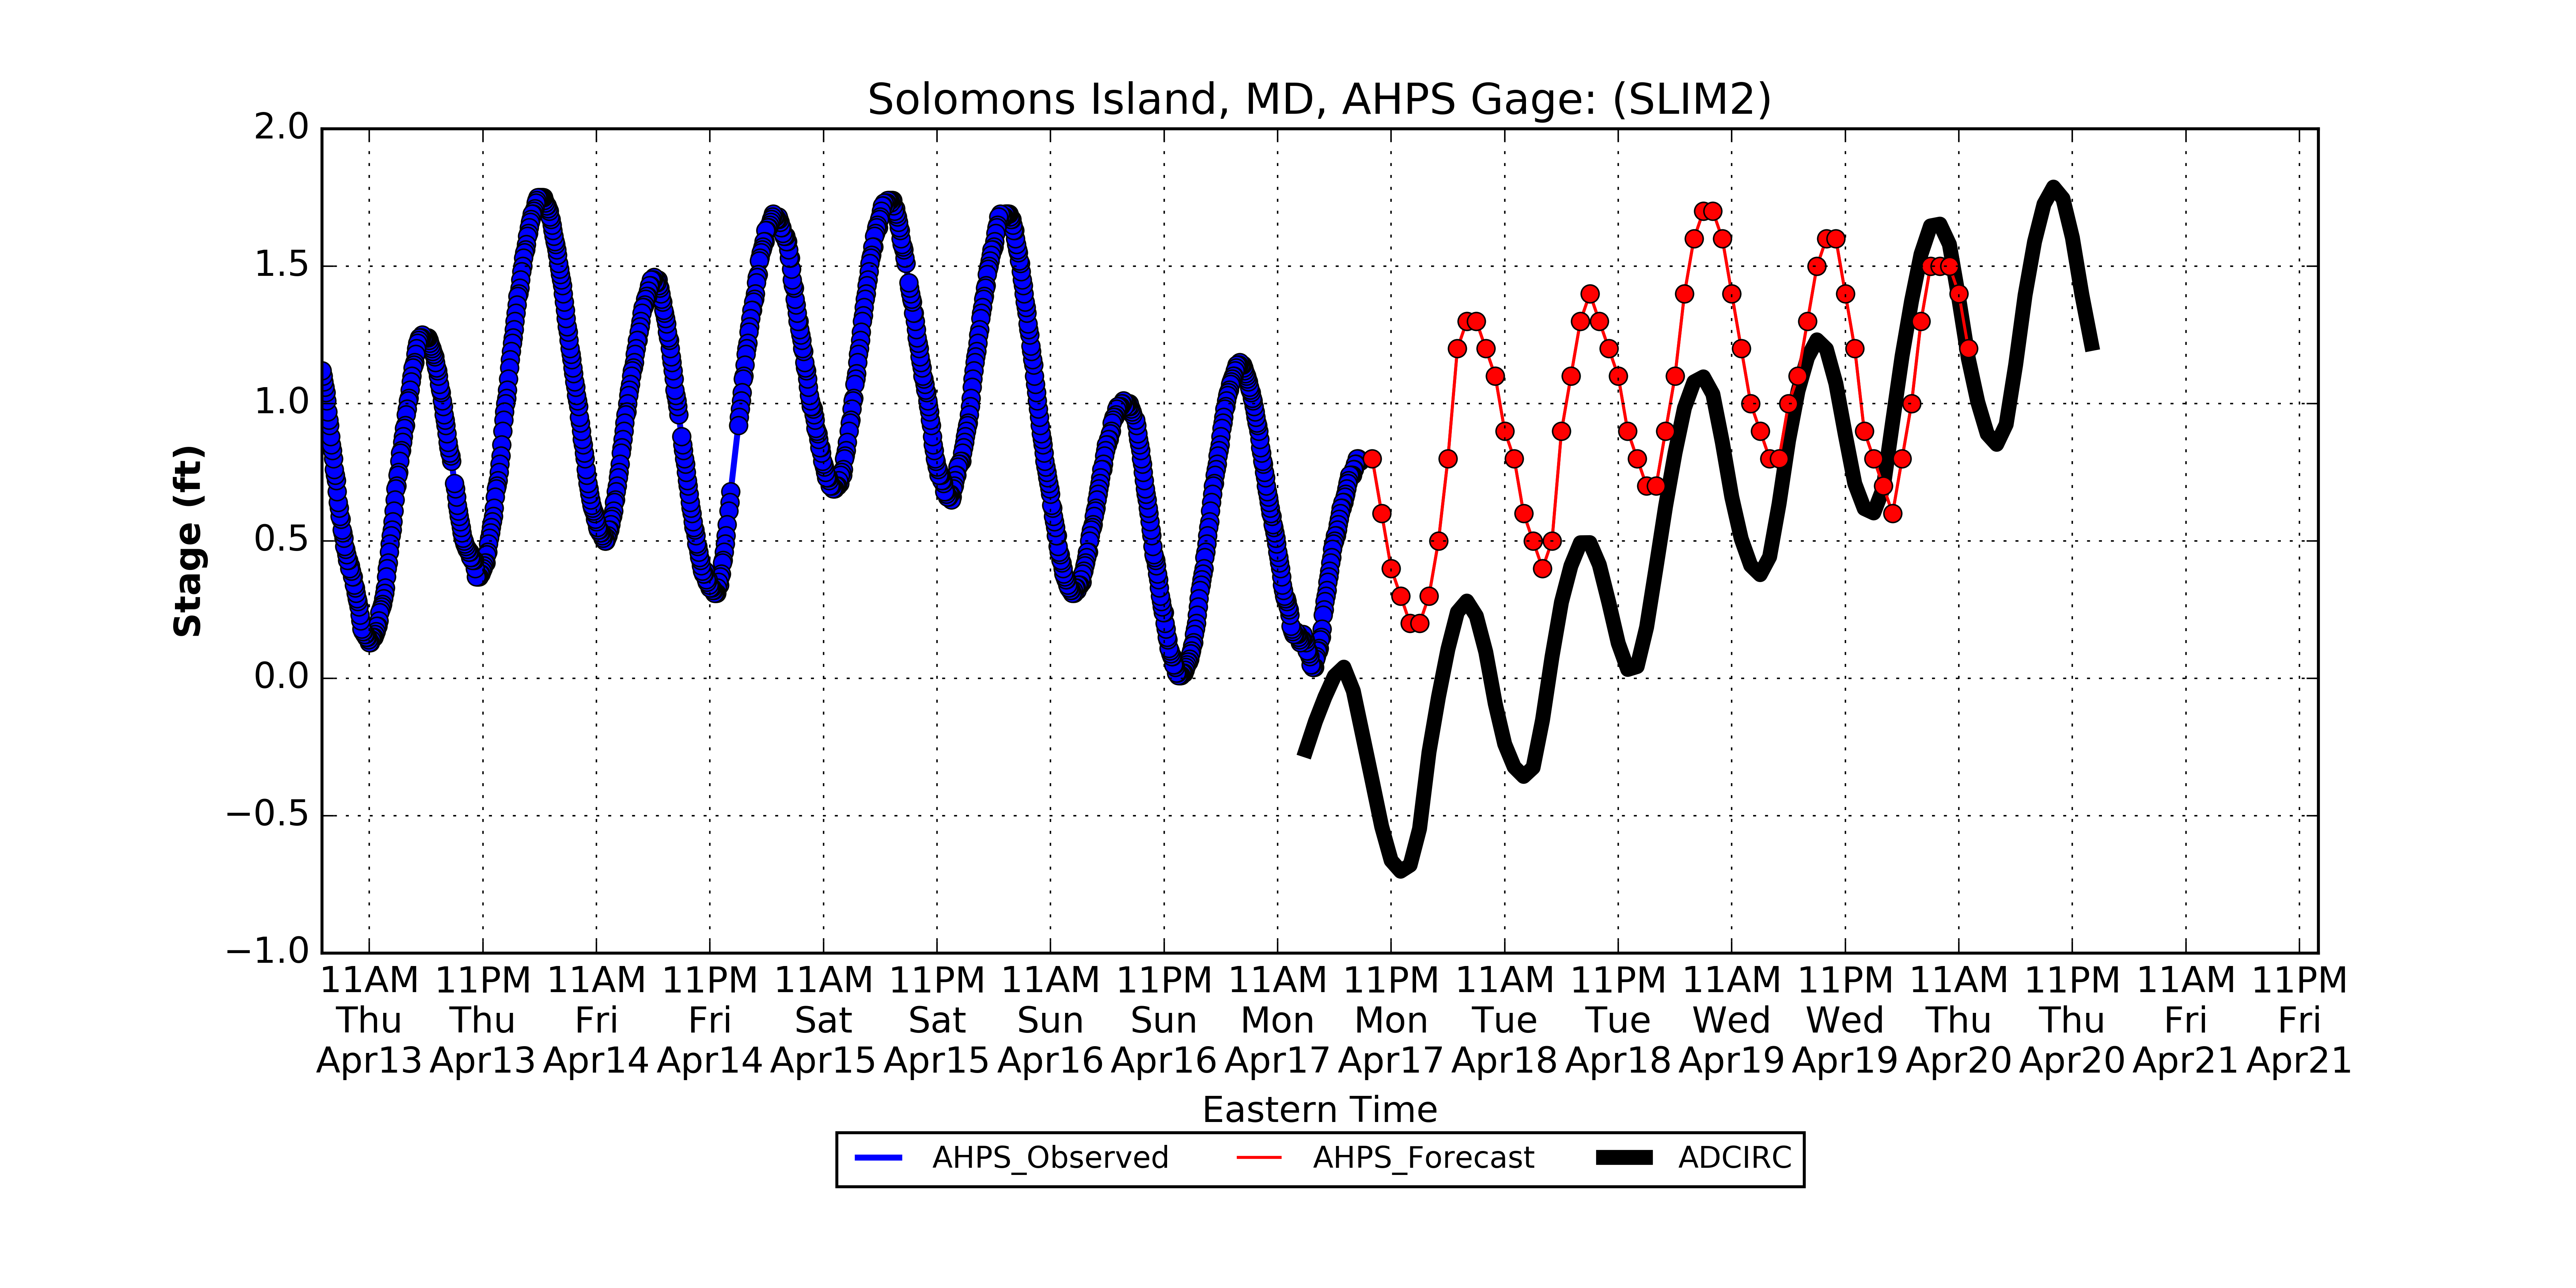 Solomons Island, MD, AHPS Gage: (SLIM2)
2.0
1.5
1.0
0.5
0.0
−0.5
−1.0
Stage (ft)
11AM 11PM 11AM 11PM 11AM 11PM 11AM 11PM 11AM 11PM 11AM 11PM 11AM 11PM 11AM 11PM 11AM 11PM
Thu Thu Fri Fri Sat Sat Sun Sun Mon Mon Tue Tue Wed Wed Thu Thu Fri Fri
Apr13 Apr13 Apr14 Apr14 Apr15 Apr15 Apr16 Apr16 Apr17 Apr17 Apr18 Apr18 Apr19 Apr19 Apr20 Apr20 Apr21 Apr21
Eastern Time
AHPS_Observed AHPS_Forecast ADCIRC